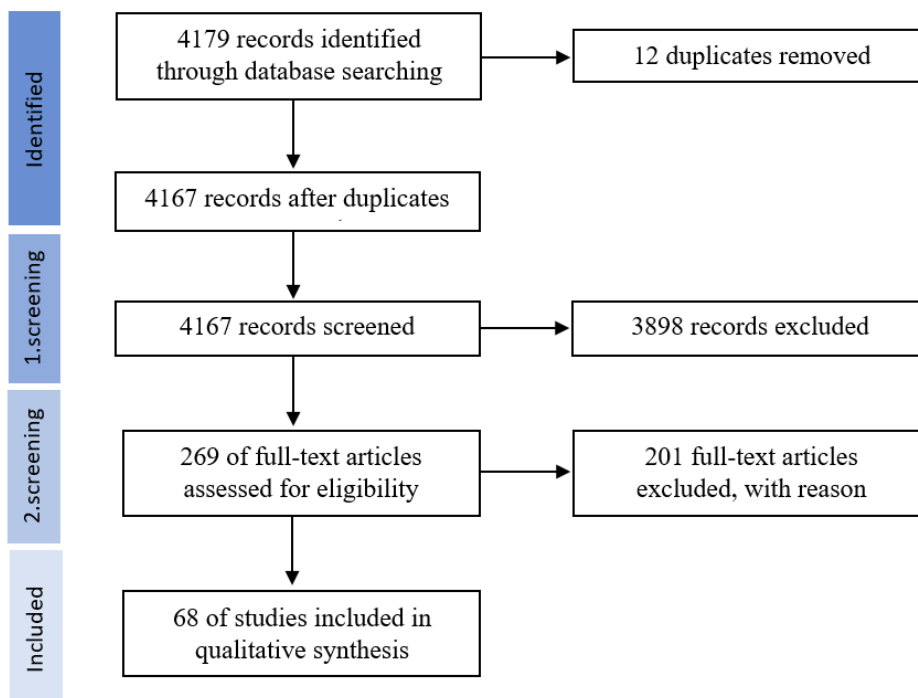 Identified
4179 records identified
through database searching
12 duplicates removed
4167 records after duplicates
1.screening
4167 records screened
3898 records excluded
2.screening
269 of full-text articles
assessed for eligibility
201 full-text articles
excluded, with reason
Included
68 of studies included in
qualitative synthesis